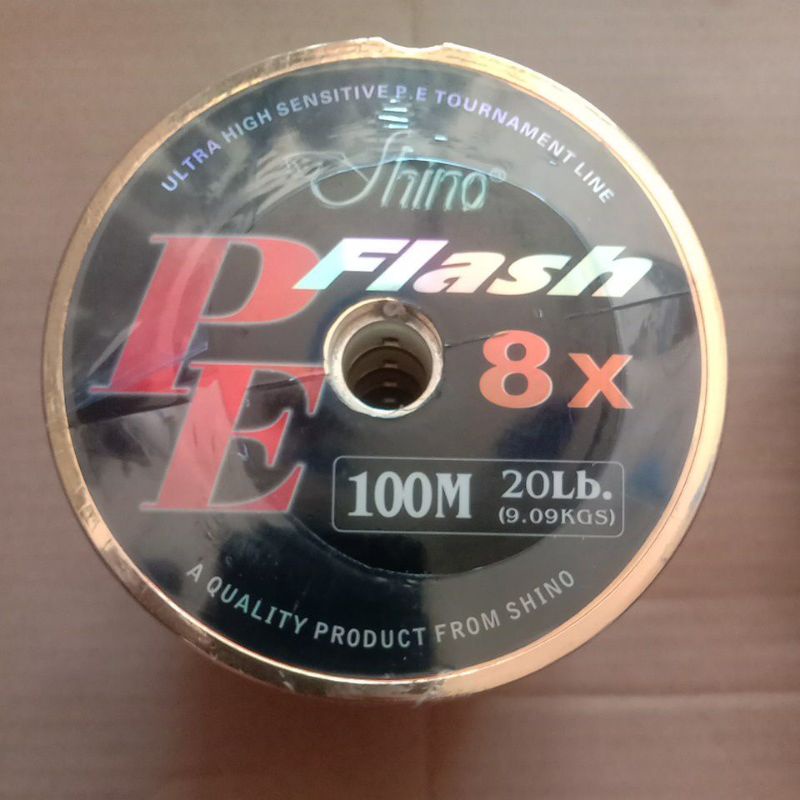 ULTRA HIGH SENSITIVE P.E TOURNAMENT LINE
Shino®
PE Flash
8x
100M 20Lb.
(9.09KGS)
A QUALITY PRODUCT FROM SHINO